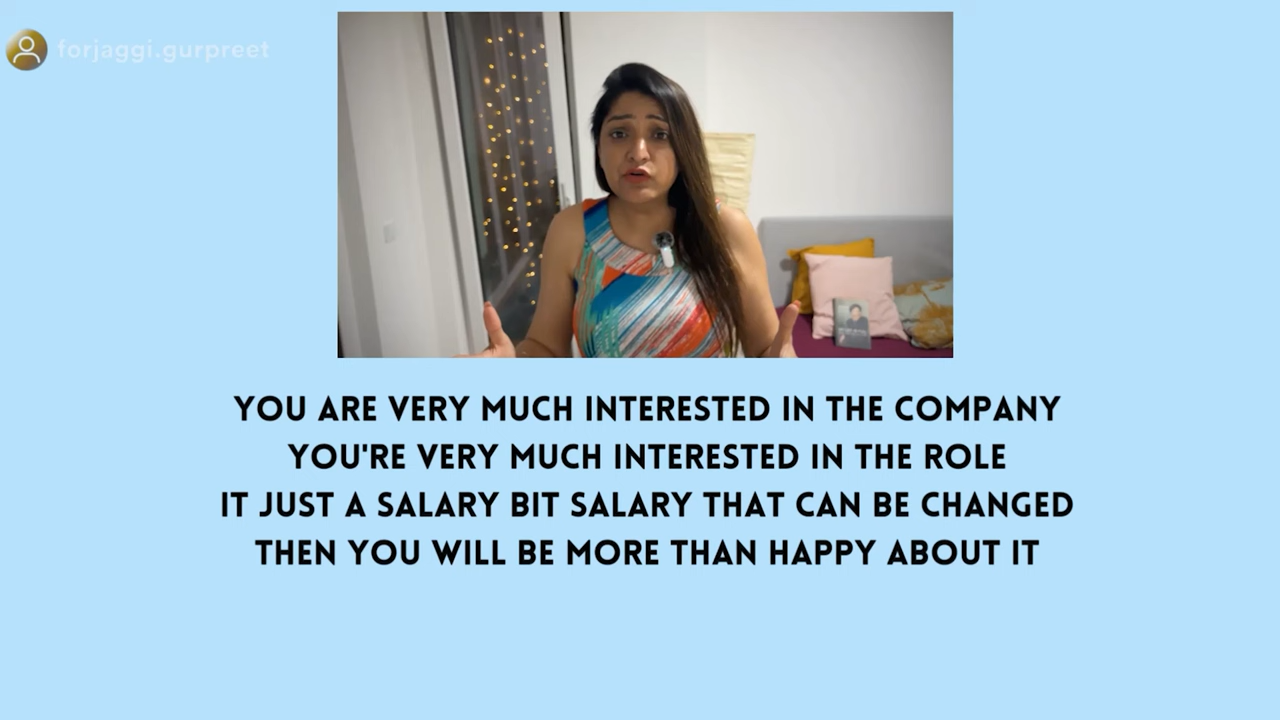 forjaggi.gurpreet
YOU ARE VERY MUCH INTERESTED IN THE COMPANY
YOU'RE VERY MUCH INTERESTED IN THE ROLE
IT JUST A SALARY BIT SALARY THAT CAN BE CHANGED
THEN YOU WILL BE MORE THAN HAPPY ABOUT IT